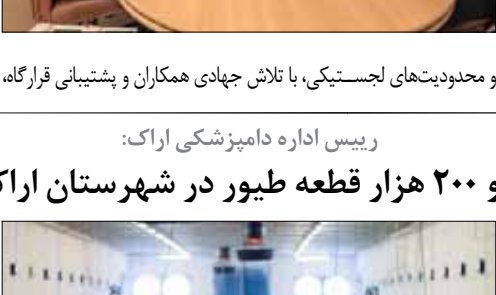 و محدودیت‌های لجســتیکی، با تلاش جهادی همکاران و پشتیبانی قرارگاه،
رییس اداره دامپزشکی اراک:
و ۲۰۰ هزار قطعه طیور در شهرستان اراک